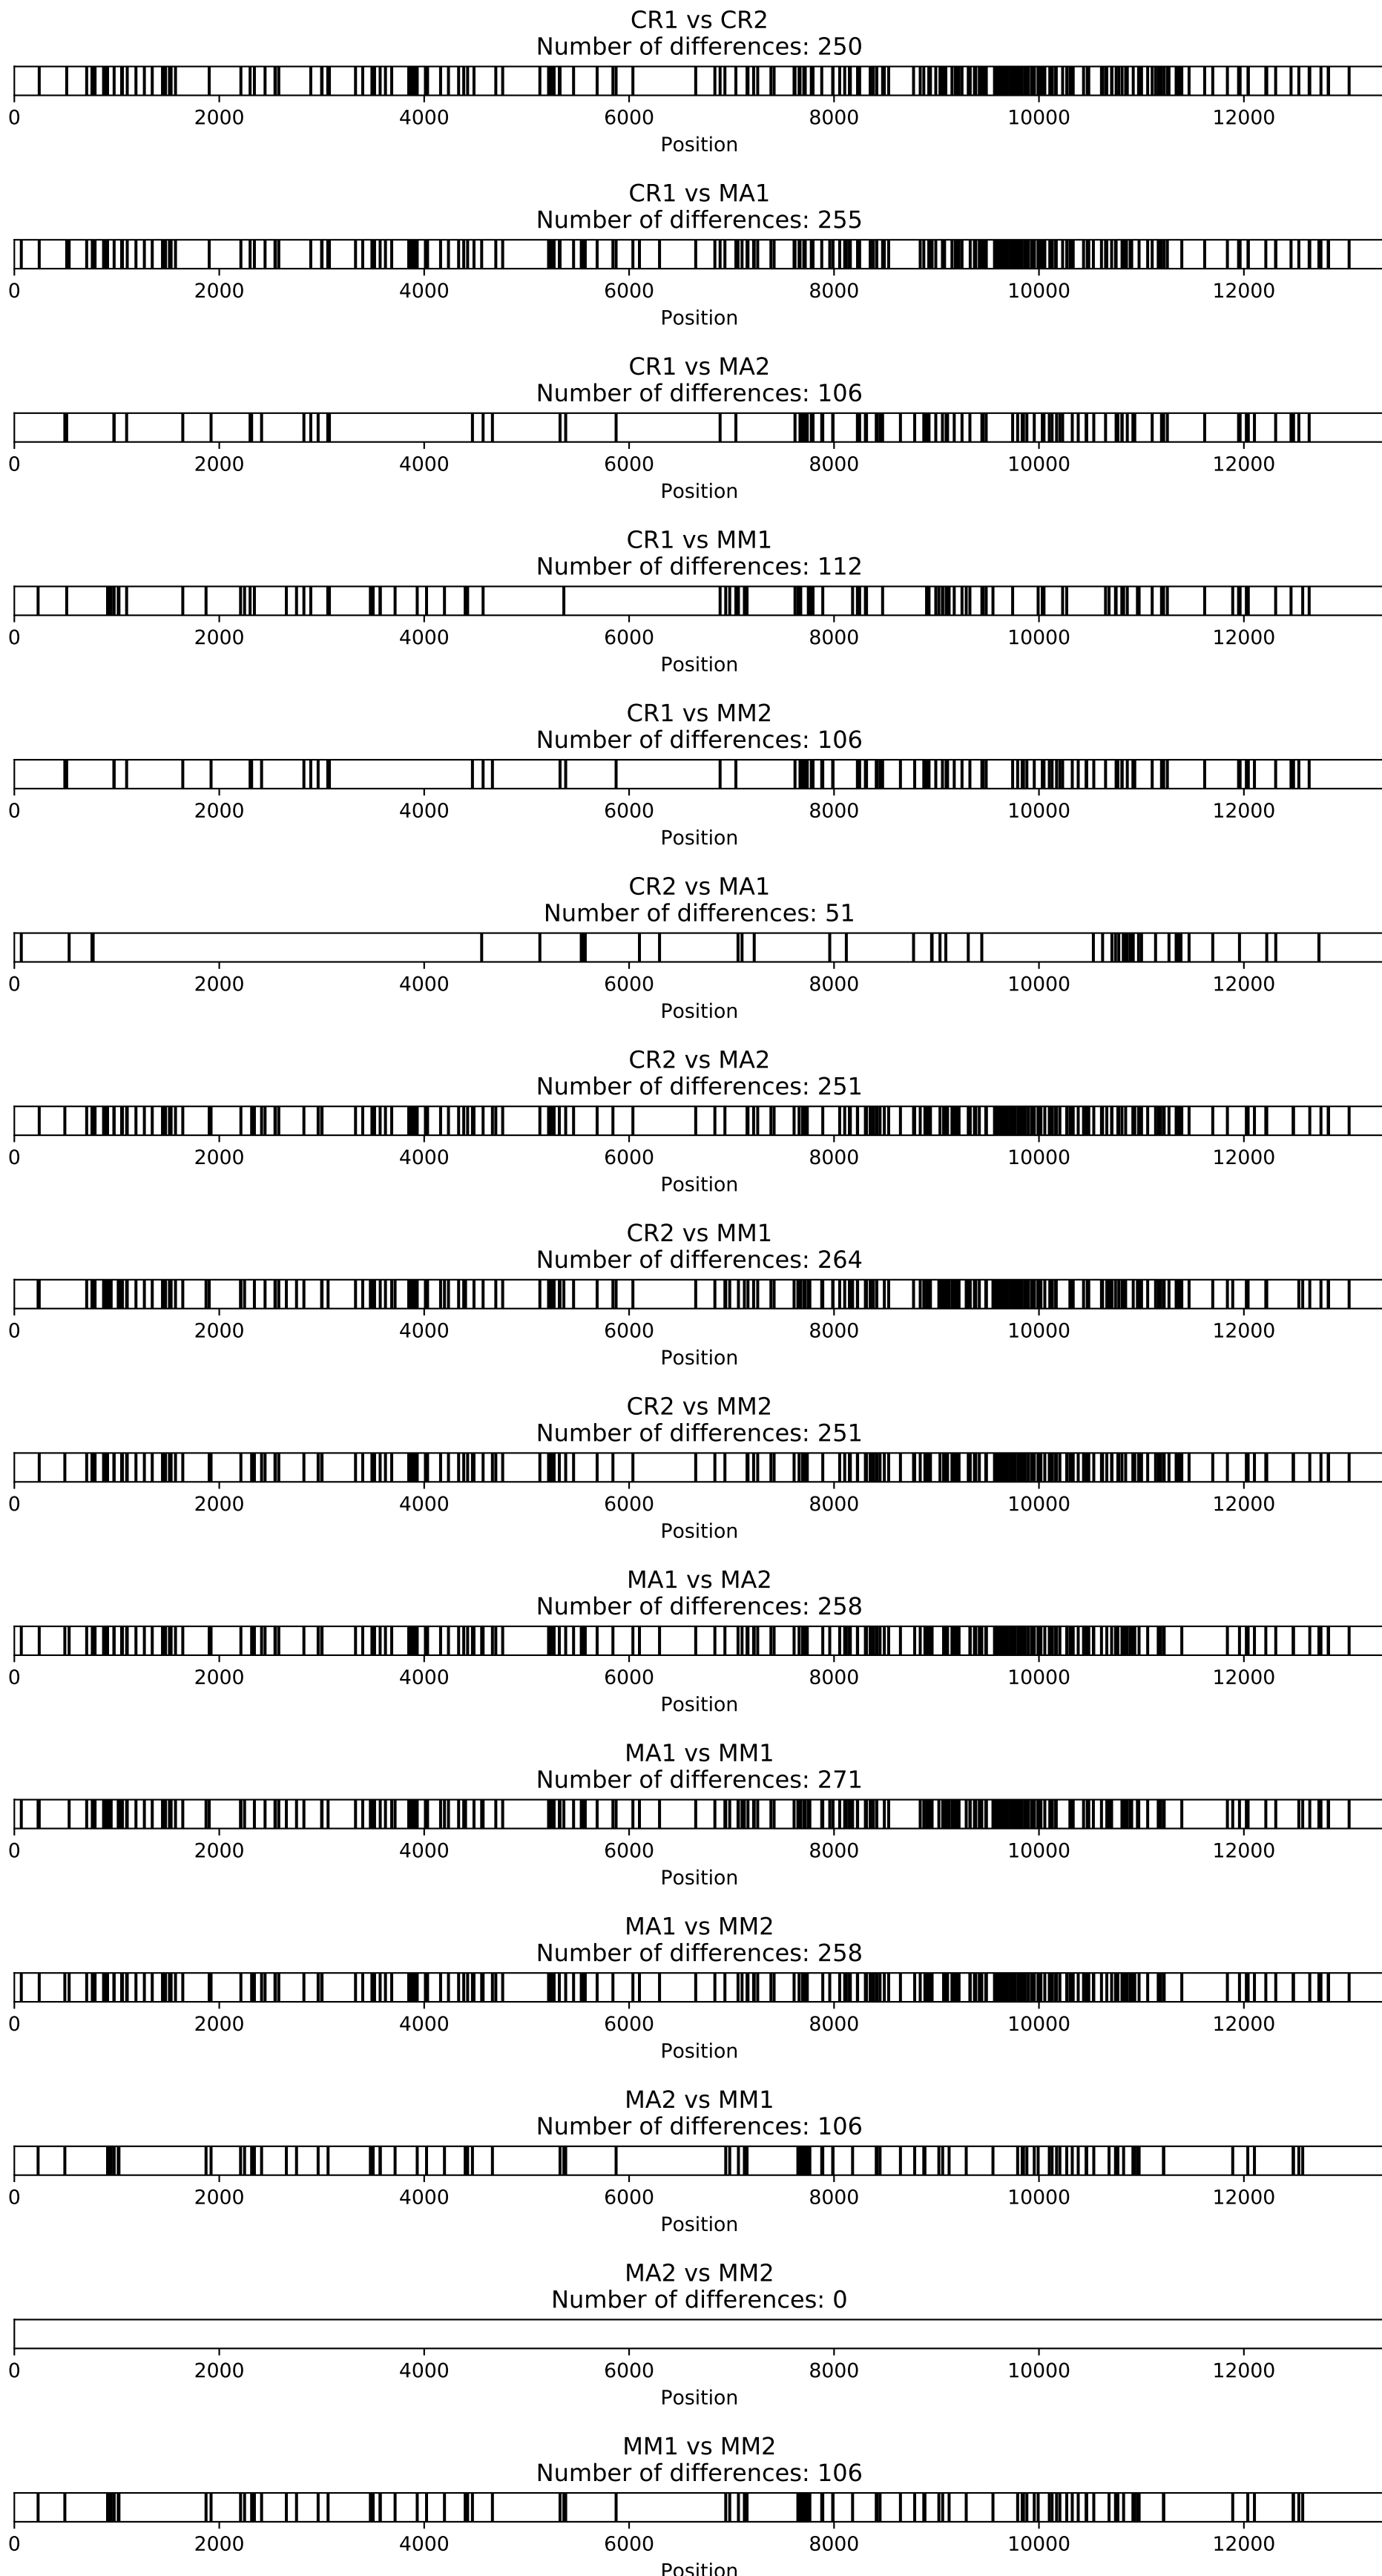 CR1 vs CR2
Number of differences: 250
0 2000 4000 6000 8000 10000 12000
Position
CR1 vs MA1
Number of differences: 255
0 2000 4000 6000 8000 10000 12000
Position
CR1 vs MA2
Number of differences: 106
0 2000 4000 6000 8000 10000 12000
Position
CR1 vs MM1
Number of differences: 112
0 2000 4000 6000 8000 10000 12000
Position
CR1 vs MM2
Number of differences: 106
0 2000 4000 6000 8000 10000 12000
Position
CR2 vs MA1
Number of differences: 51
0 2000 4000 6000 8000 10000 12000
Position
CR2 vs MA2
Number of differences: 251
0 2000 4000 6000 8000 10000 12000
Position
CR2 vs MM1
Number of differences: 264
0 2000 4000 6000 8000 10000 12000
Position
CR2 vs MM2
Number of differences: 251
0 2000 4000 6000 8000 10000 12000
Position
MA1 vs MA2
Number of differences: 258
0 2000 4000 6000 8000 10000 12000
Position
MA1 vs MM1
Number of differences: 271
0 2000 4000 6000 8000 10000 12000
Position
MA1 vs MM2
Number of differences: 258
0 2000 4000 6000 8000 10000 12000
Position
MA2 vs MM1
Number of differences: 106
0 2000 4000 6000 8000 10000 12000
Position
MA2 vs MM2
Number of differences: 0
0 2000 4000 6000 8000 10000 12000
Position
MM1 vs MM2
Number of differences: 106
0 2000 4000 6000 8000 10000 12000
Position